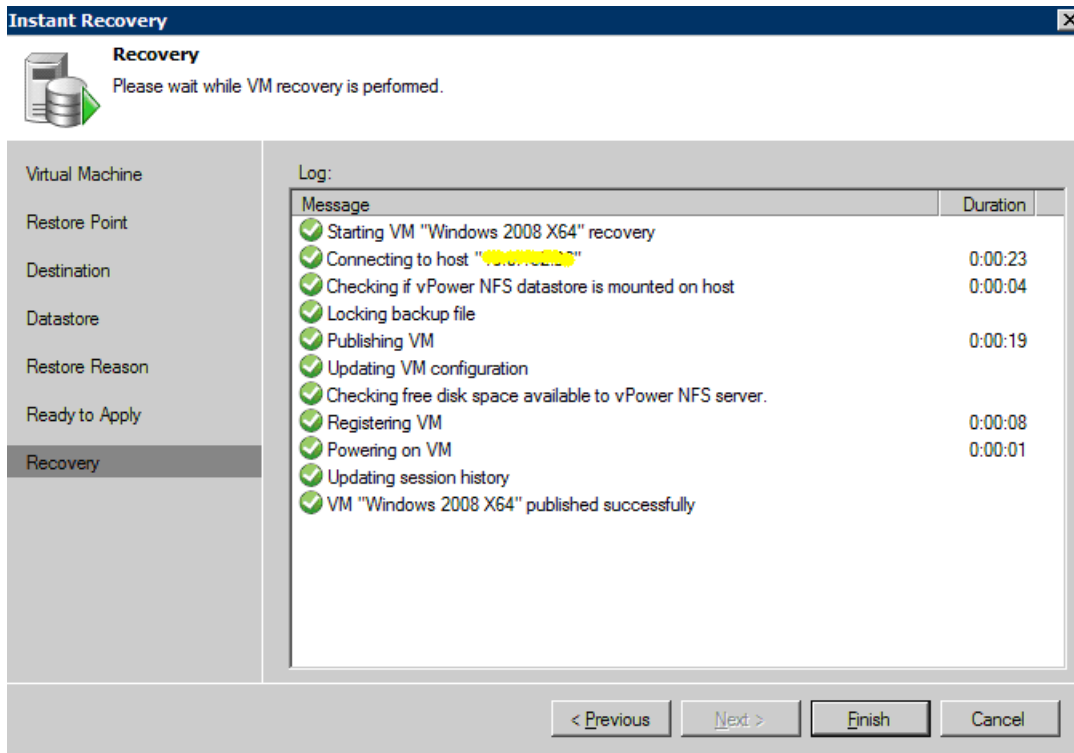 Instant Recovery
Recovery
Please wait while VM recovery is performed.
Virtual Machine
Restore Point
Destination
Datastore
Restore Reason
Ready to Apply
Recovery
Log:
Message Duration
Starting VM "Windows 2008 X64" recovery
Connecting to host " " 0:00:23
Checking if vPower NFS datastore is mounted on host 0:00:04
Locking backup file
Publishing VM 0:00:19
Updating VM configuration
Checking free disk space available to vPower NFS server.
Registering VM 0:00:08
Powering on VM 0:00:01
Updating session history
VM "Windows 2008 X64" published successfully
< Previous Next > Finish Cancel